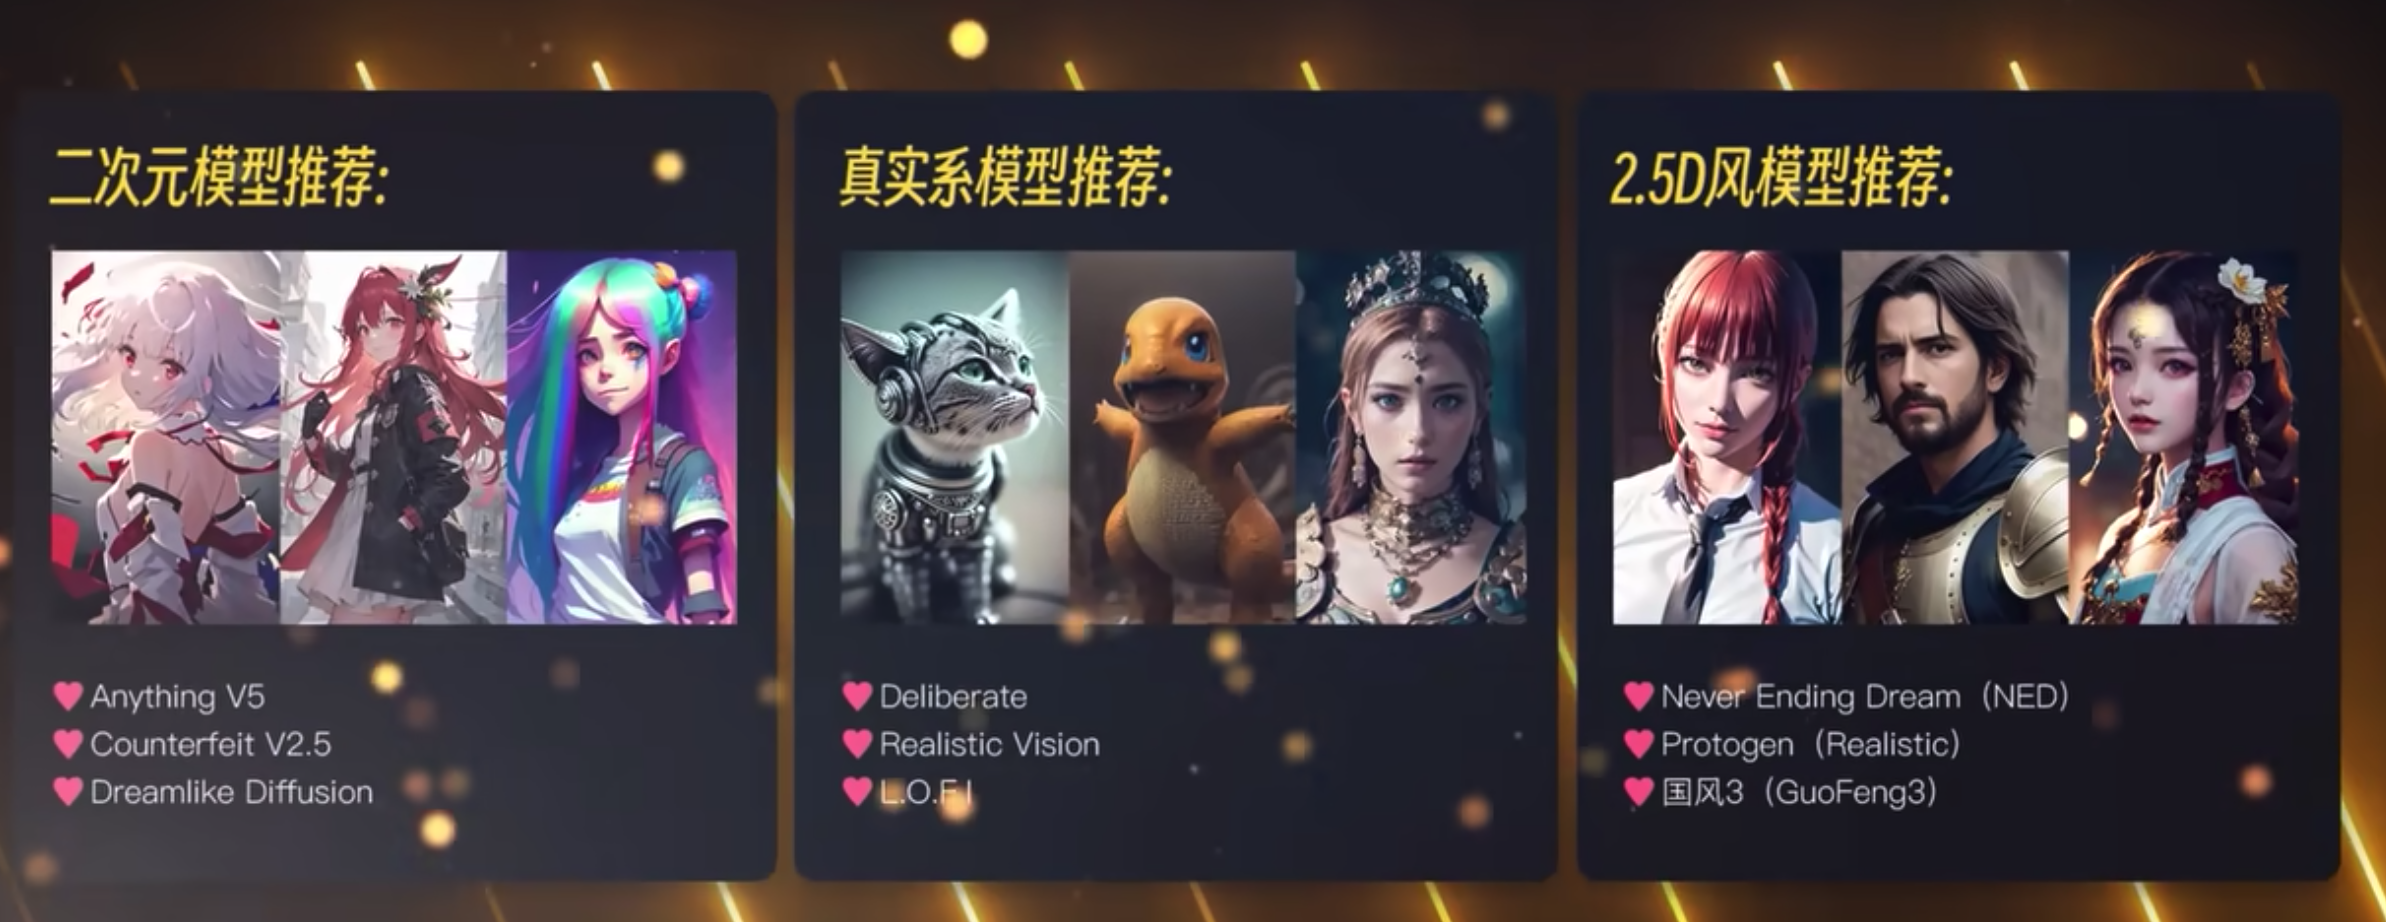 二次元模型推荐:
Anything V5
Counterfeit V2.5
Dreamlike Diffusion
真实系模型推荐:
Deliberate
Realistic Vision
L.O.F.I
2.5D风模型推荐:
Never Ending Dream（NED）
Protogen（Realistic）
国风3（GuoFeng3）